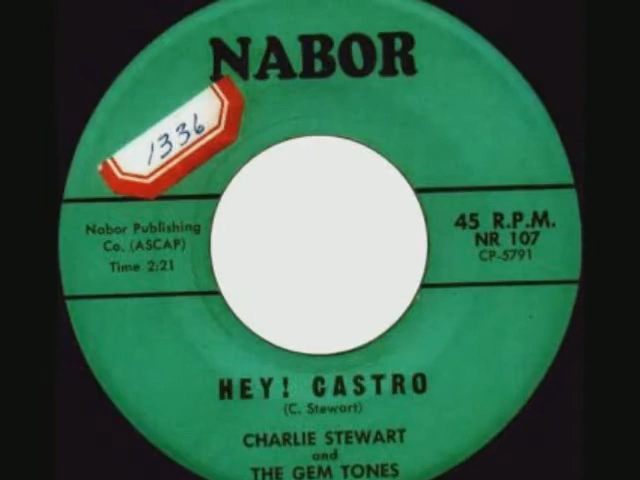 NABOR
1336
Nabor Publishing
Co. (ASCAP)
Time 2:21
45 R.P.M.
NR 107
CP-5791
HEY! CASTRO
(C. Stewart)
CHARLIE STEWART
and
THE GEM TONES